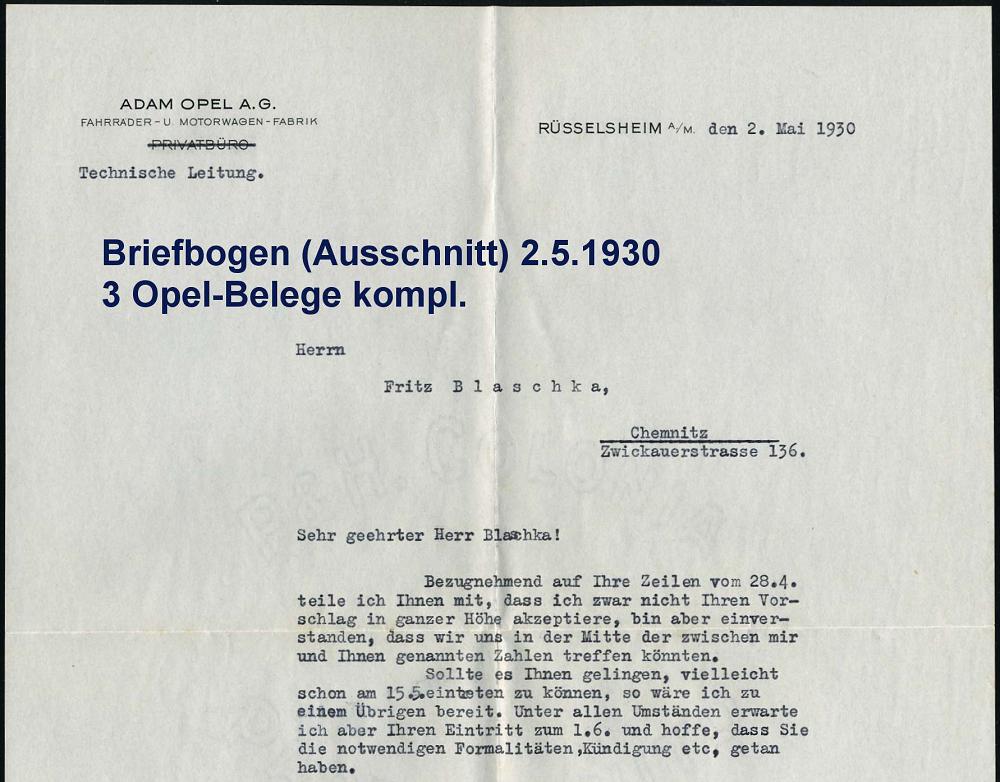 ADAM OPEL A.G.
FAHRRÄDER-U. MOTORWAGEN-FABRIK
PRIVATBÜRO
Technische Leitung.
RÜSSELSHEIM A/M. den 2. Mai 1930
Briefbogen (Ausschnitt) 2.5.1930
3 Opel-Belege kompl.
Herrn
Fritz B l a s c h k a,
Chemnitz
Zwickauerstrasse 136.
Sehr geehrter Herr Blaschka!
Bezugnehmend auf Ihre Zeilen vom 28.4.
teile ich Ihnen mit, dass ich zwar nicht Ihren Vor-
schlag in ganzer Höhe akzeptiere, bin aber einver-
standen, dass wir uns in der Mitte der zwischen mir
und Ihnen genannten Zahlen treffen könnten.
Sollte es Ihnen gelingen, vielleicht
schon am 15.5.eintreten zu können, so wäre ich zu
einem Übrigen bereit. Unter allen Umständen erwarte
ich aber Ihren Eintritt zum 1.6. und hoffe, dass Sie
die notwendigen Formalitäten,Kündigung etc, getan
haben.